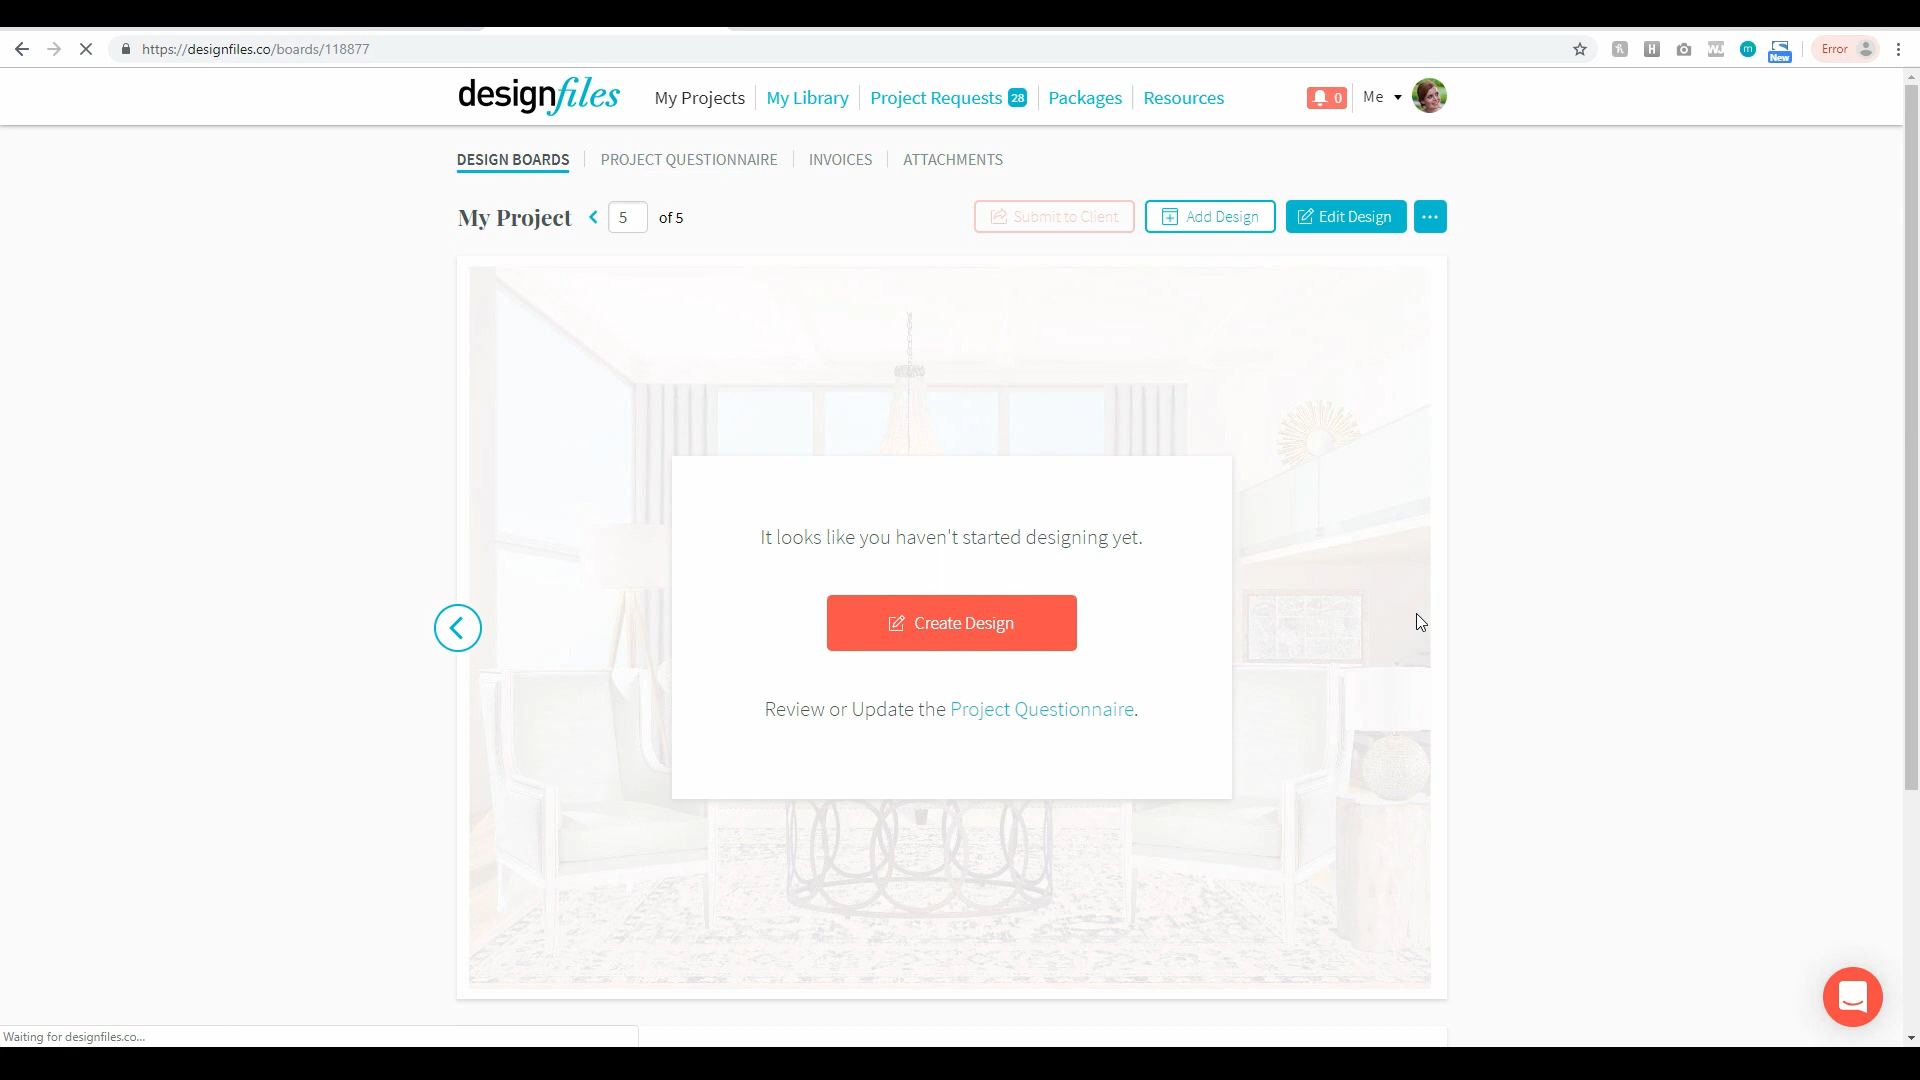 https://designfiles.co/boards/118877
H
New
Error
designfiles
My Projects
My Library
Project Requests 28
Packages
Resources
0
Me
DESIGN BOARDS
PROJECT QUESTIONNAIRE
INVOICES
ATTACHMENTS
My Project
5 of 5
Submit to Client
Add Design
Edit Design
It looks like you haven't started designing yet.
Create Design
Review or Update the Project Questionnaire.
Waiting for designfiles.co...